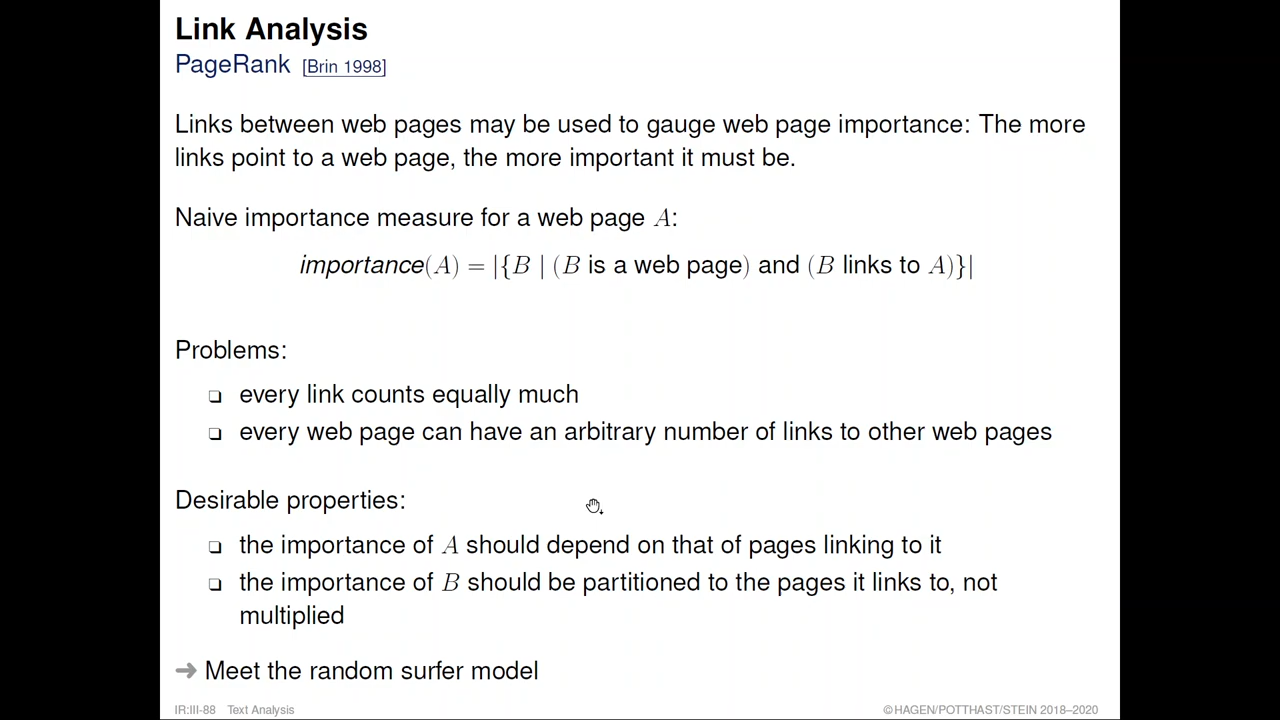 Link Analysis
PageRank [Brin 1998]
Links between web pages may be used to gauge web page importance: The more
links point to a web page, the more important it must be.
Naive importance measure for a web page A:
importance(A) = |{B | (B is a web page) and (B links to A)}|
Problems:
❑ every link counts equally much
❑ every web page can have an arbitrary number of links to other web pages
Desirable properties:
❑ the importance of A should depend on that of pages linking to it
❑ the importance of B should be partitioned to the pages it links to, not
multiplied
➜ Meet the random surfer model
IR:III-88 Text Analysis
©HAGEN/POTTHAST/STEIN 2018–2020